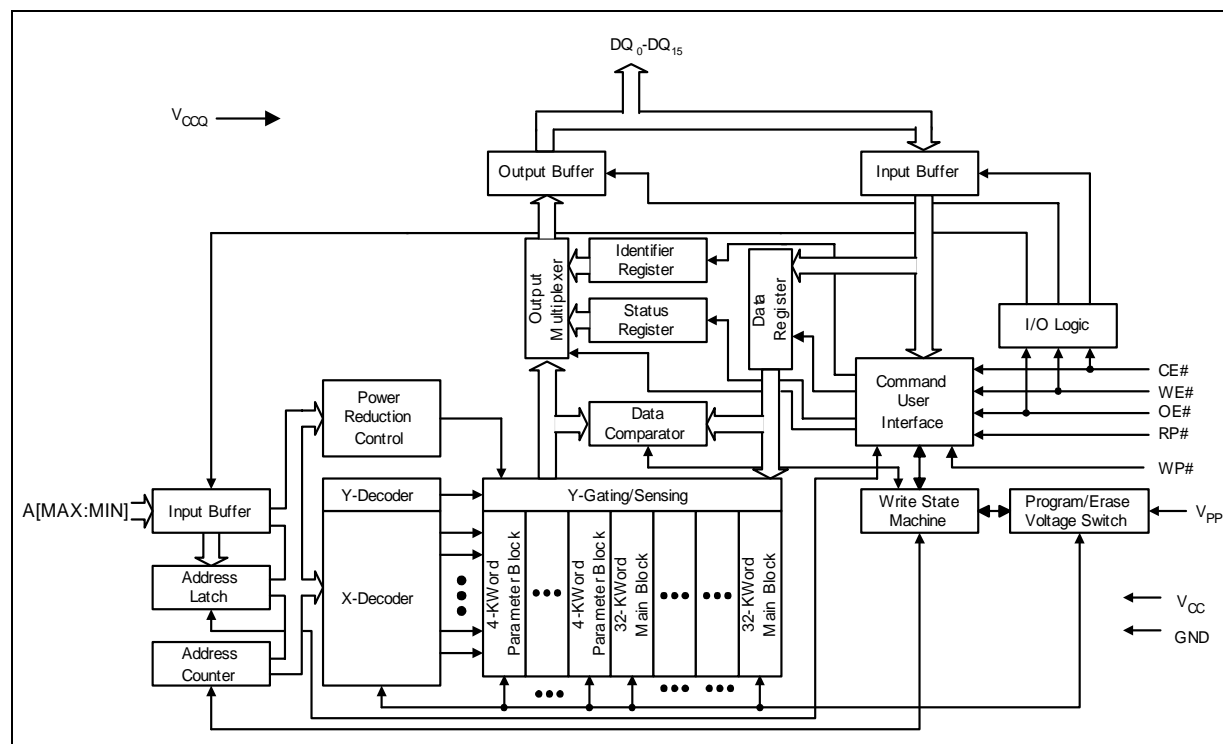 DQ0-DQ15
VCCQ
Output Buffer
Input Buffer
Output
Multiplexer
Identifier
Register
Status
Register
Data
Register
I/O Logic
Power
Reduction
Control
Data
Comparator
Command
User
Interface
CE#
WE#
OE#
RP#
WP#
A[MAX:MIN]
Input Buffer
Y-Decoder
Y-Gating/Sensing
Write State
Machine
Program/Erase
Voltage Switch
VPP
Address
Latch
X-Decoder
4-KWord
Parameter Block
4-KWord
Parameter Block
32-KWord
Main Block
32-KWord
Main Block
Address
Counter
VCC
GND